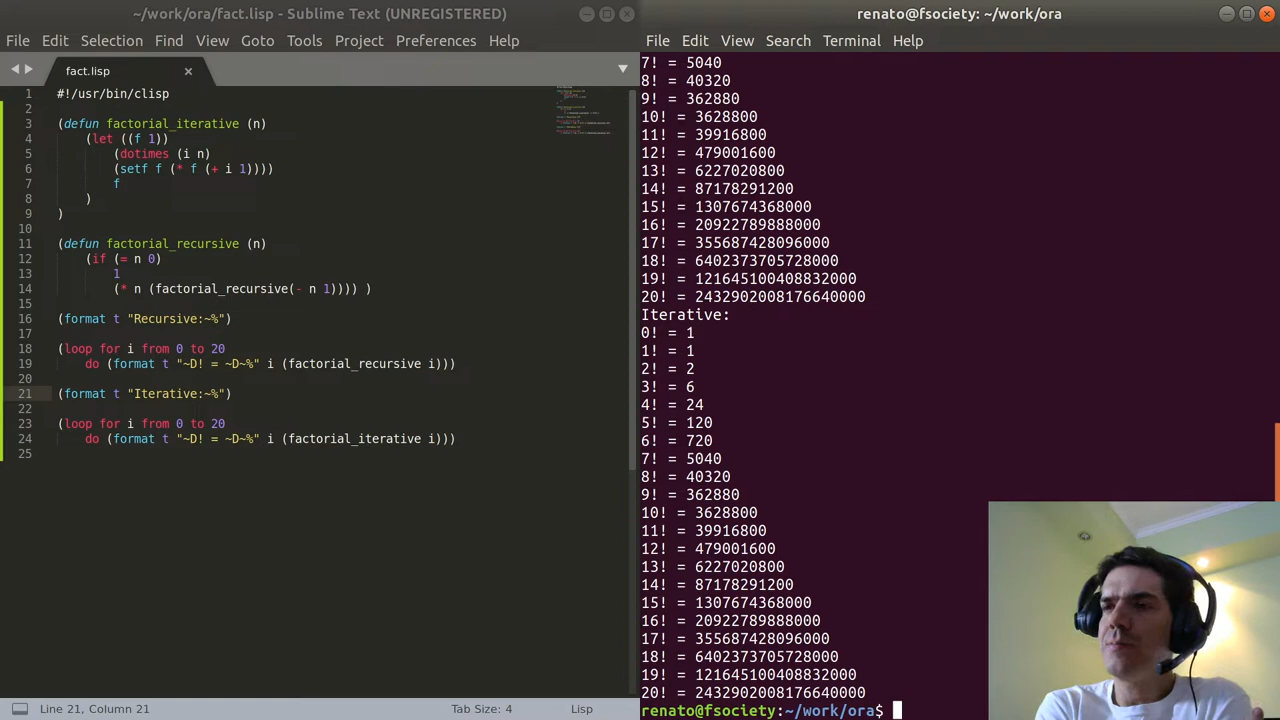 ~/work/ora/fact.lisp - Sublime Text (UNREGISTERED)
File Edit Selection Find View Goto Tools Project Preferences Help
fact.lisp
1 #!/usr/bin/clisp
2
3 (defun factorial_iterative (n)
4 (let ((f 1))
5 (dotimes (i n)
6 (setf f (* f (+ i 1))))
7 f
8 )
9 )
10
11 (defun factorial_recursive (n)
12 (if (= n 0)
13 1
14 (* n (factorial_recursive(- n 1)))) )
15
16 (format t "Recursive:~%")
17
18 (loop for i from 0 to 20
19 do (format t "~D! = ~D~%" i (factorial_recursive i)))
20
21 (format t "Iterative:~%")
22
23 (loop for i from 0 to 20
24 do (format t "~D! = ~D~%" i (factorial_iterative i)))
25
Line 21, Column 21 Tab Size: 4 Lisp
renato@fsociety: ~/work/ora
File Edit View Search Terminal Help
7! = 5040
8! = 40320
9! = 362880
10! = 3628800
11! = 39916800
12! = 479001600
13! = 6227020800
14! = 87178291200
15! = 1307674368000
16! = 20922789888000
17! = 355687428096000
18! = 6402373705728000
19! = 121645100408832000
20! = 2432902008176640000
Iterative:
0! = 1
1! = 1
2! = 2
3! = 6
4! = 24
5! = 120
6! = 720
7! = 5040
8! = 40320
9! = 362880
10! = 3628800
11! = 39916800
12! = 479001600
13! = 6227020800
14! = 87178291200
15! = 1307674368000
16! = 20922789888000
17! = 355687428096000
18! = 6402373705728000
19! = 121645100408832000
20! = 2432902008176640000
renato@fsociety:~/work/ora$